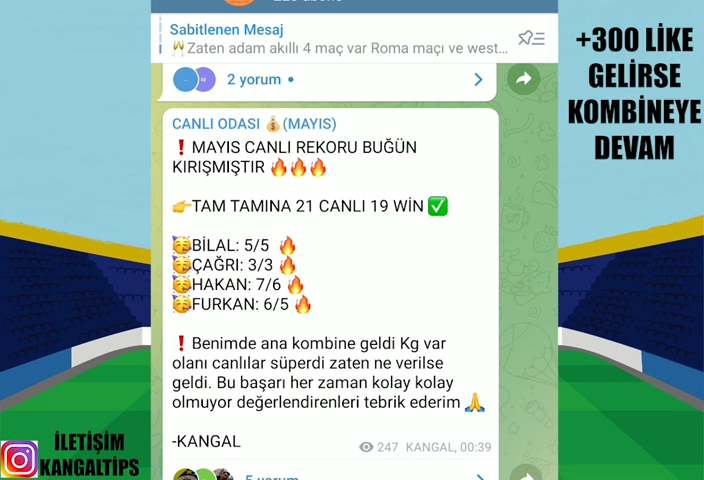 Sabitlenen Mesaj
🥂Zaten adam akıllı 4 maç var Roma maçı ve west...
2 yorum
CANLI ODASI 💰(MAYIS)
❗MAYIS CANLI REKORU BUĞÜN
KIRIŞMIŞTIR 🔥🔥🔥
👉TAM TAMINA 21 CANLI 19 WİN ✅
🥳BİLAL: 5/5 🔥
🥳ÇAĞRI: 3/3 🔥
🥳HAKAN: 7/6 🔥
🥳FURKAN: 6/5 🔥
❗Benimde ana kombine geldi Kg var
olanı canlılar süperdi zaten ne verilse
geldi. Bu başarı her zaman kolay kolay
olmuyor değerlendirenleri tebrik ederim 🙏
-KANGAL
247 KANGAL, 00:39
5 yorum
+300 LİKE
GELİRSE
KOMBİNEYE
DEVAM
İLETİŞİM
KANGALTİPS